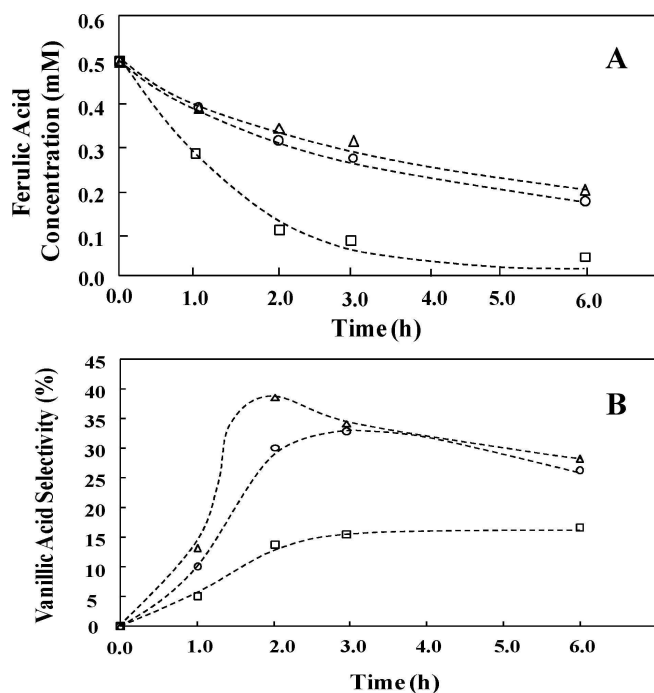 0.6
A
0.5
0.4
0.3
0.2
0.1
0.0
Ferulic Acid
Concentration (mM)
0.0 1.0 2.0 3.0 4.0 5.0 6.0
Time (h)
45
B
40
35
30
25
20
15
10
5
0
Vanillic Acid Selectivity (%)
0.0 1.0 2.0 3.0 4.0 5.0 6.0
Time (h)